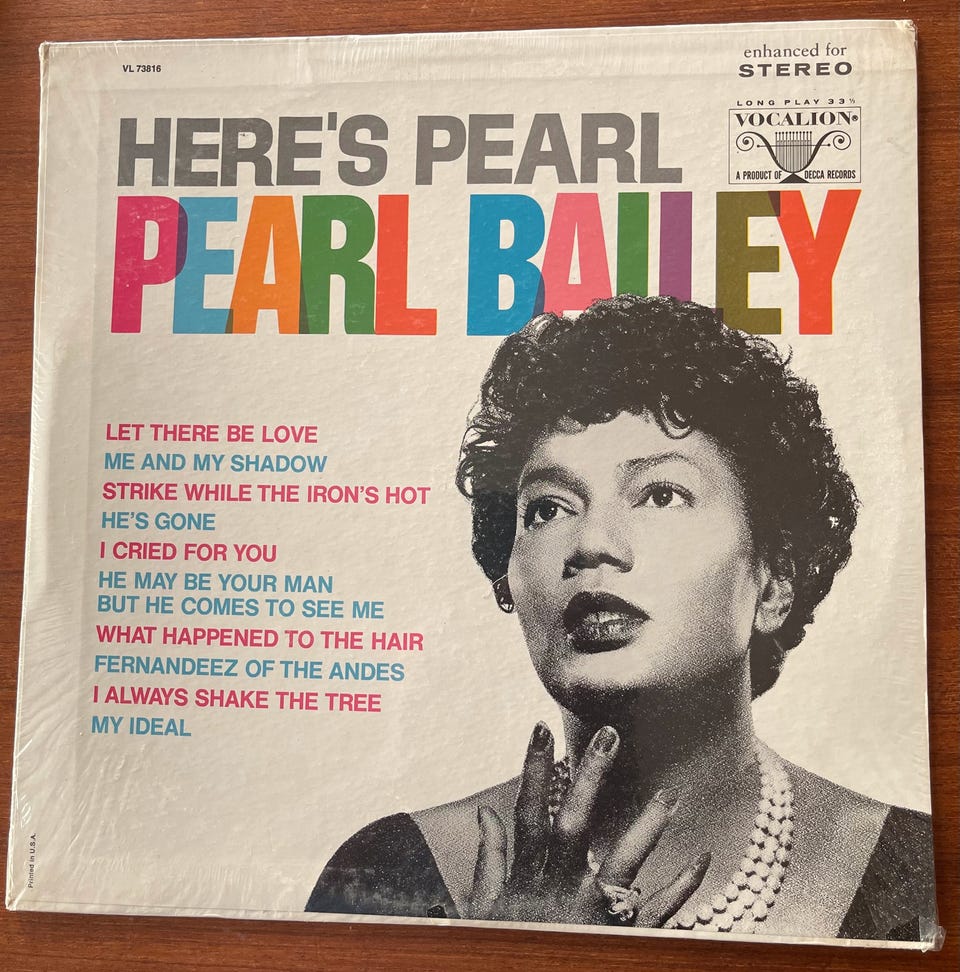 VL 73816
enhanced for
STEREO
LONG PLAY 33⅓
VOCALION®
A PRODUCT OF DECCA RECORDS
HERE'S PEARL
PEARL BAILEY
LET THERE BE LOVE
ME AND MY SHADOW
STRIKE WHILE THE IRON'S HOT
HE'S GONE
I CRIED FOR YOU
HE MAY BE YOUR MAN
BUT HE COMES TO SEE ME
WHAT HAPPENED TO THE HAIR
FERNANDEEZ OF THE ANDES
I ALWAYS SHAKE THE TREE
MY IDEAL
Printed in U.S.A.